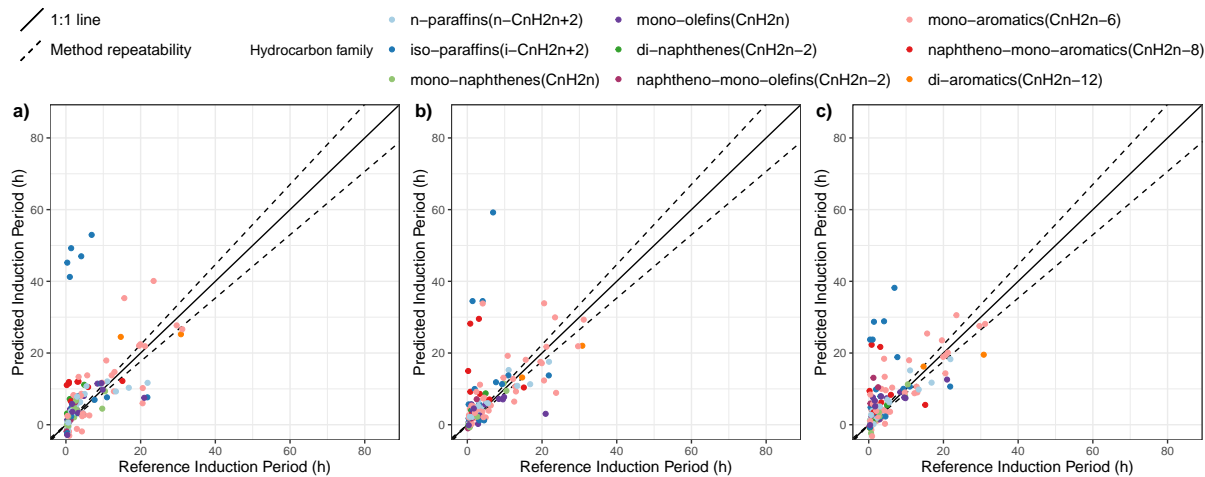 1:1 line
Method repeatability
Hydrocarbon family
n−paraffins(n−CnH2n+2)
iso−paraffins(i−CnH2n+2)
mono−naphthenes(CnH2n)
mono−olefins(CnH2n)
di−naphthenes(CnH2n−2)
naphtheno−mono−olefins(CnH2n−2)
mono−aromatics(CnH2n−6)
naphtheno−mono−aromatics(CnH2n−8)
di−aromatics(CnH2n−12)
a)
80
60
40
20
0
Predicted Induction Period (h)
0 20 40 60 80
Reference Induction Period (h)
b)
80
60
40
20
0
Predicted Induction Period (h)
0 20 40 60 80
Reference Induction Period (h)
c)
80
60
40
20
0
Predicted Induction Period (h)
0 20 40 60 80
Reference Induction Period (h)